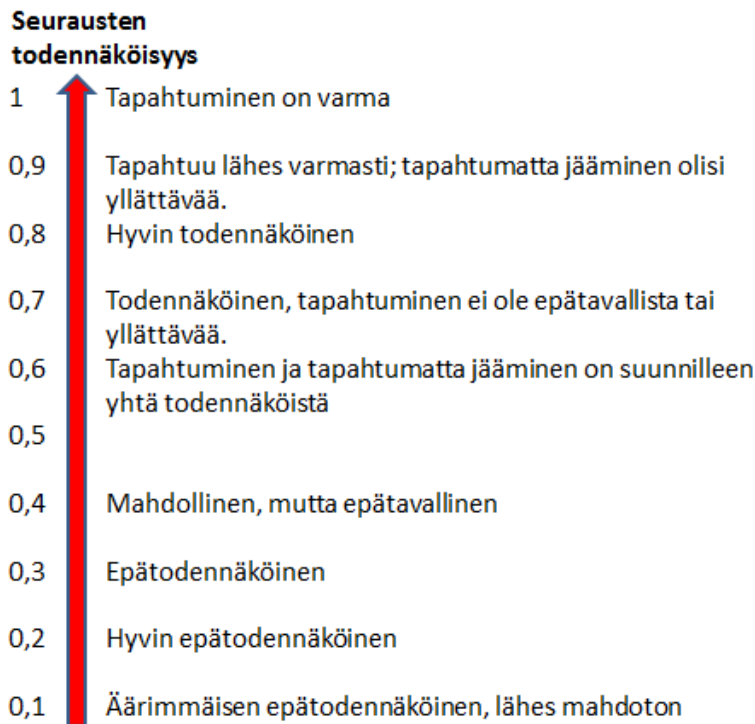 Seurausten
todennäköisyys
1 Tapahtuminen on varma
0,9 Tapahtuu lähes varmasti; tapahtumatta jääminen olisi
yllättävää.
0,8 Hyvin todennäköinen
0,7 Todennäköinen, tapahtuminen ei ole epätavallista tai
yllättävää.
0,6 Tapahtuminen ja tapahtumatta jääminen on suunnilleen
yhtä todennäköistä
0,5
0,4 Mahdollinen, mutta epätavallinen
0,3 Epätodennäköinen
0,2 Hyvin epätodennäköinen
0,1 Äärimmäisen epätodennäköinen, lähes mahdoton